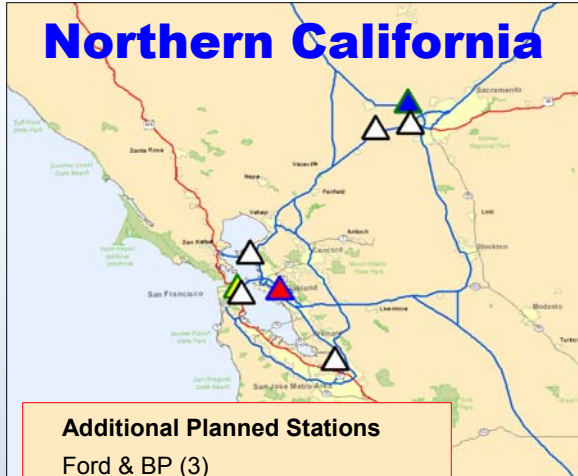 Northern California
Sacramento
Santa Rosa
Napa
Vacaville
Fairfield
Lodi
Vallejo
Antioch
San Rafael
Concord
Stockton
San Francisco
Livermore
Modesto
Fremont
San Jose Metro Area
Additional Planned Stations
Ford & BP (3)